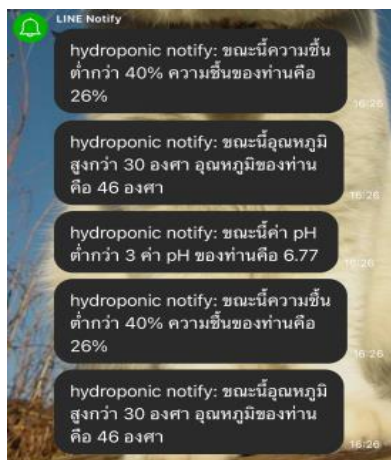 LINE Notify
hydroponic notify: ขณะนี้ความชื้น
ต่ำกว่า 40% ความชื้นของท่านคือ
26%
16:26
hydroponic notify: ขณะนี้อุณหภูมิ
สูงกว่า 30 องศา อุณหภูมิของท่าน
คือ 46 องศา
16:26
hydroponic notify: ขณะนี้ค่า pH
ต่ำกว่า 3 ค่า pH ของท่านคือ 6.77
16:26
hydroponic notify: ขณะนี้ความชื้น
ต่ำกว่า 40% ความชื้นของท่านคือ
26%
16:26
hydroponic notify: ขณะนี้อุณหภูมิ
สูงกว่า 30 องศา อุณหภูมิของท่าน
คือ 46 องศา
16:26